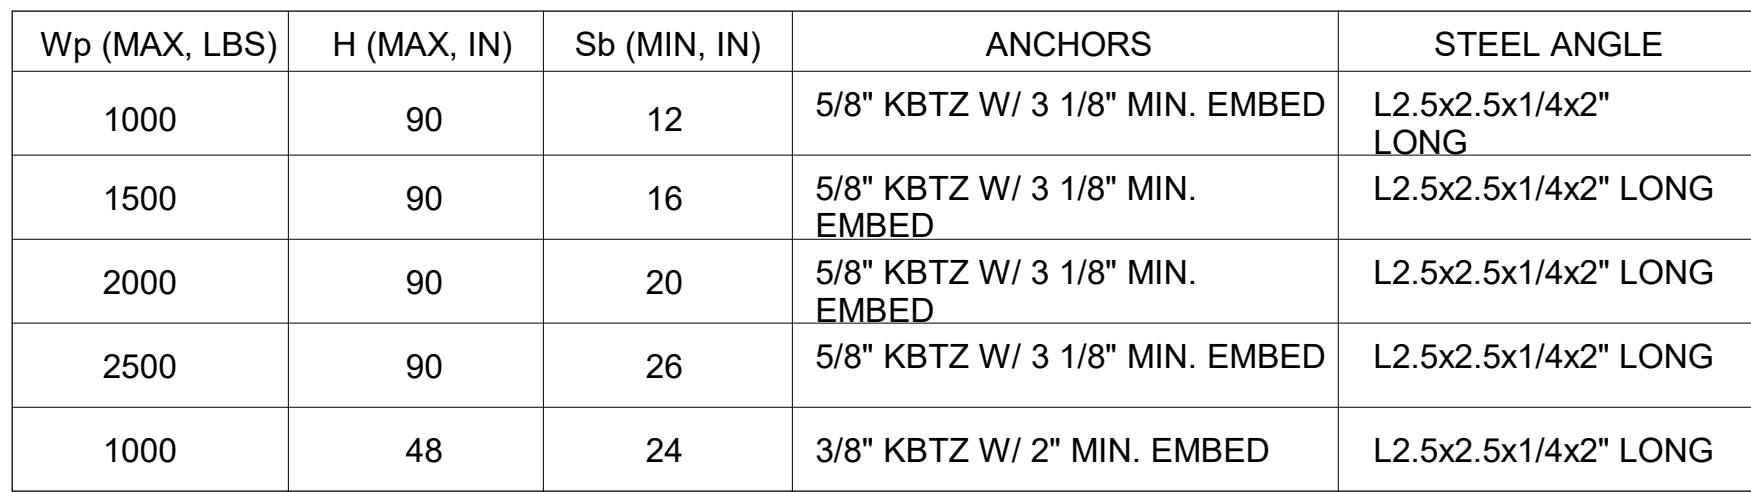 Wp (MAX, LBS) H (MAX, IN) Sb (MIN, IN) ANCHORS STEEL ANGLE
1000 90 12 5/8" KBTZ W/ 3 1/8" MIN. EMBED L2.5x2.5x1/4x2"
LONG
1500 90 16 5/8" KBTZ W/ 3 1/8" MIN. L2.5x2.5x1/4x2" LONG
EMBED
2000 90 20 5/8" KBTZ W/ 3 1/8" MIN. L2.5x2.5x1/4x2" LONG
EMBED
2500 90 26 5/8" KBTZ W/ 3 1/8" MIN. EMBED L2.5x2.5x1/4x2" LONG
1000 48 24 3/8" KBTZ W/ 2" MIN. EMBED L2.5x2.5x1/4x2" LONG